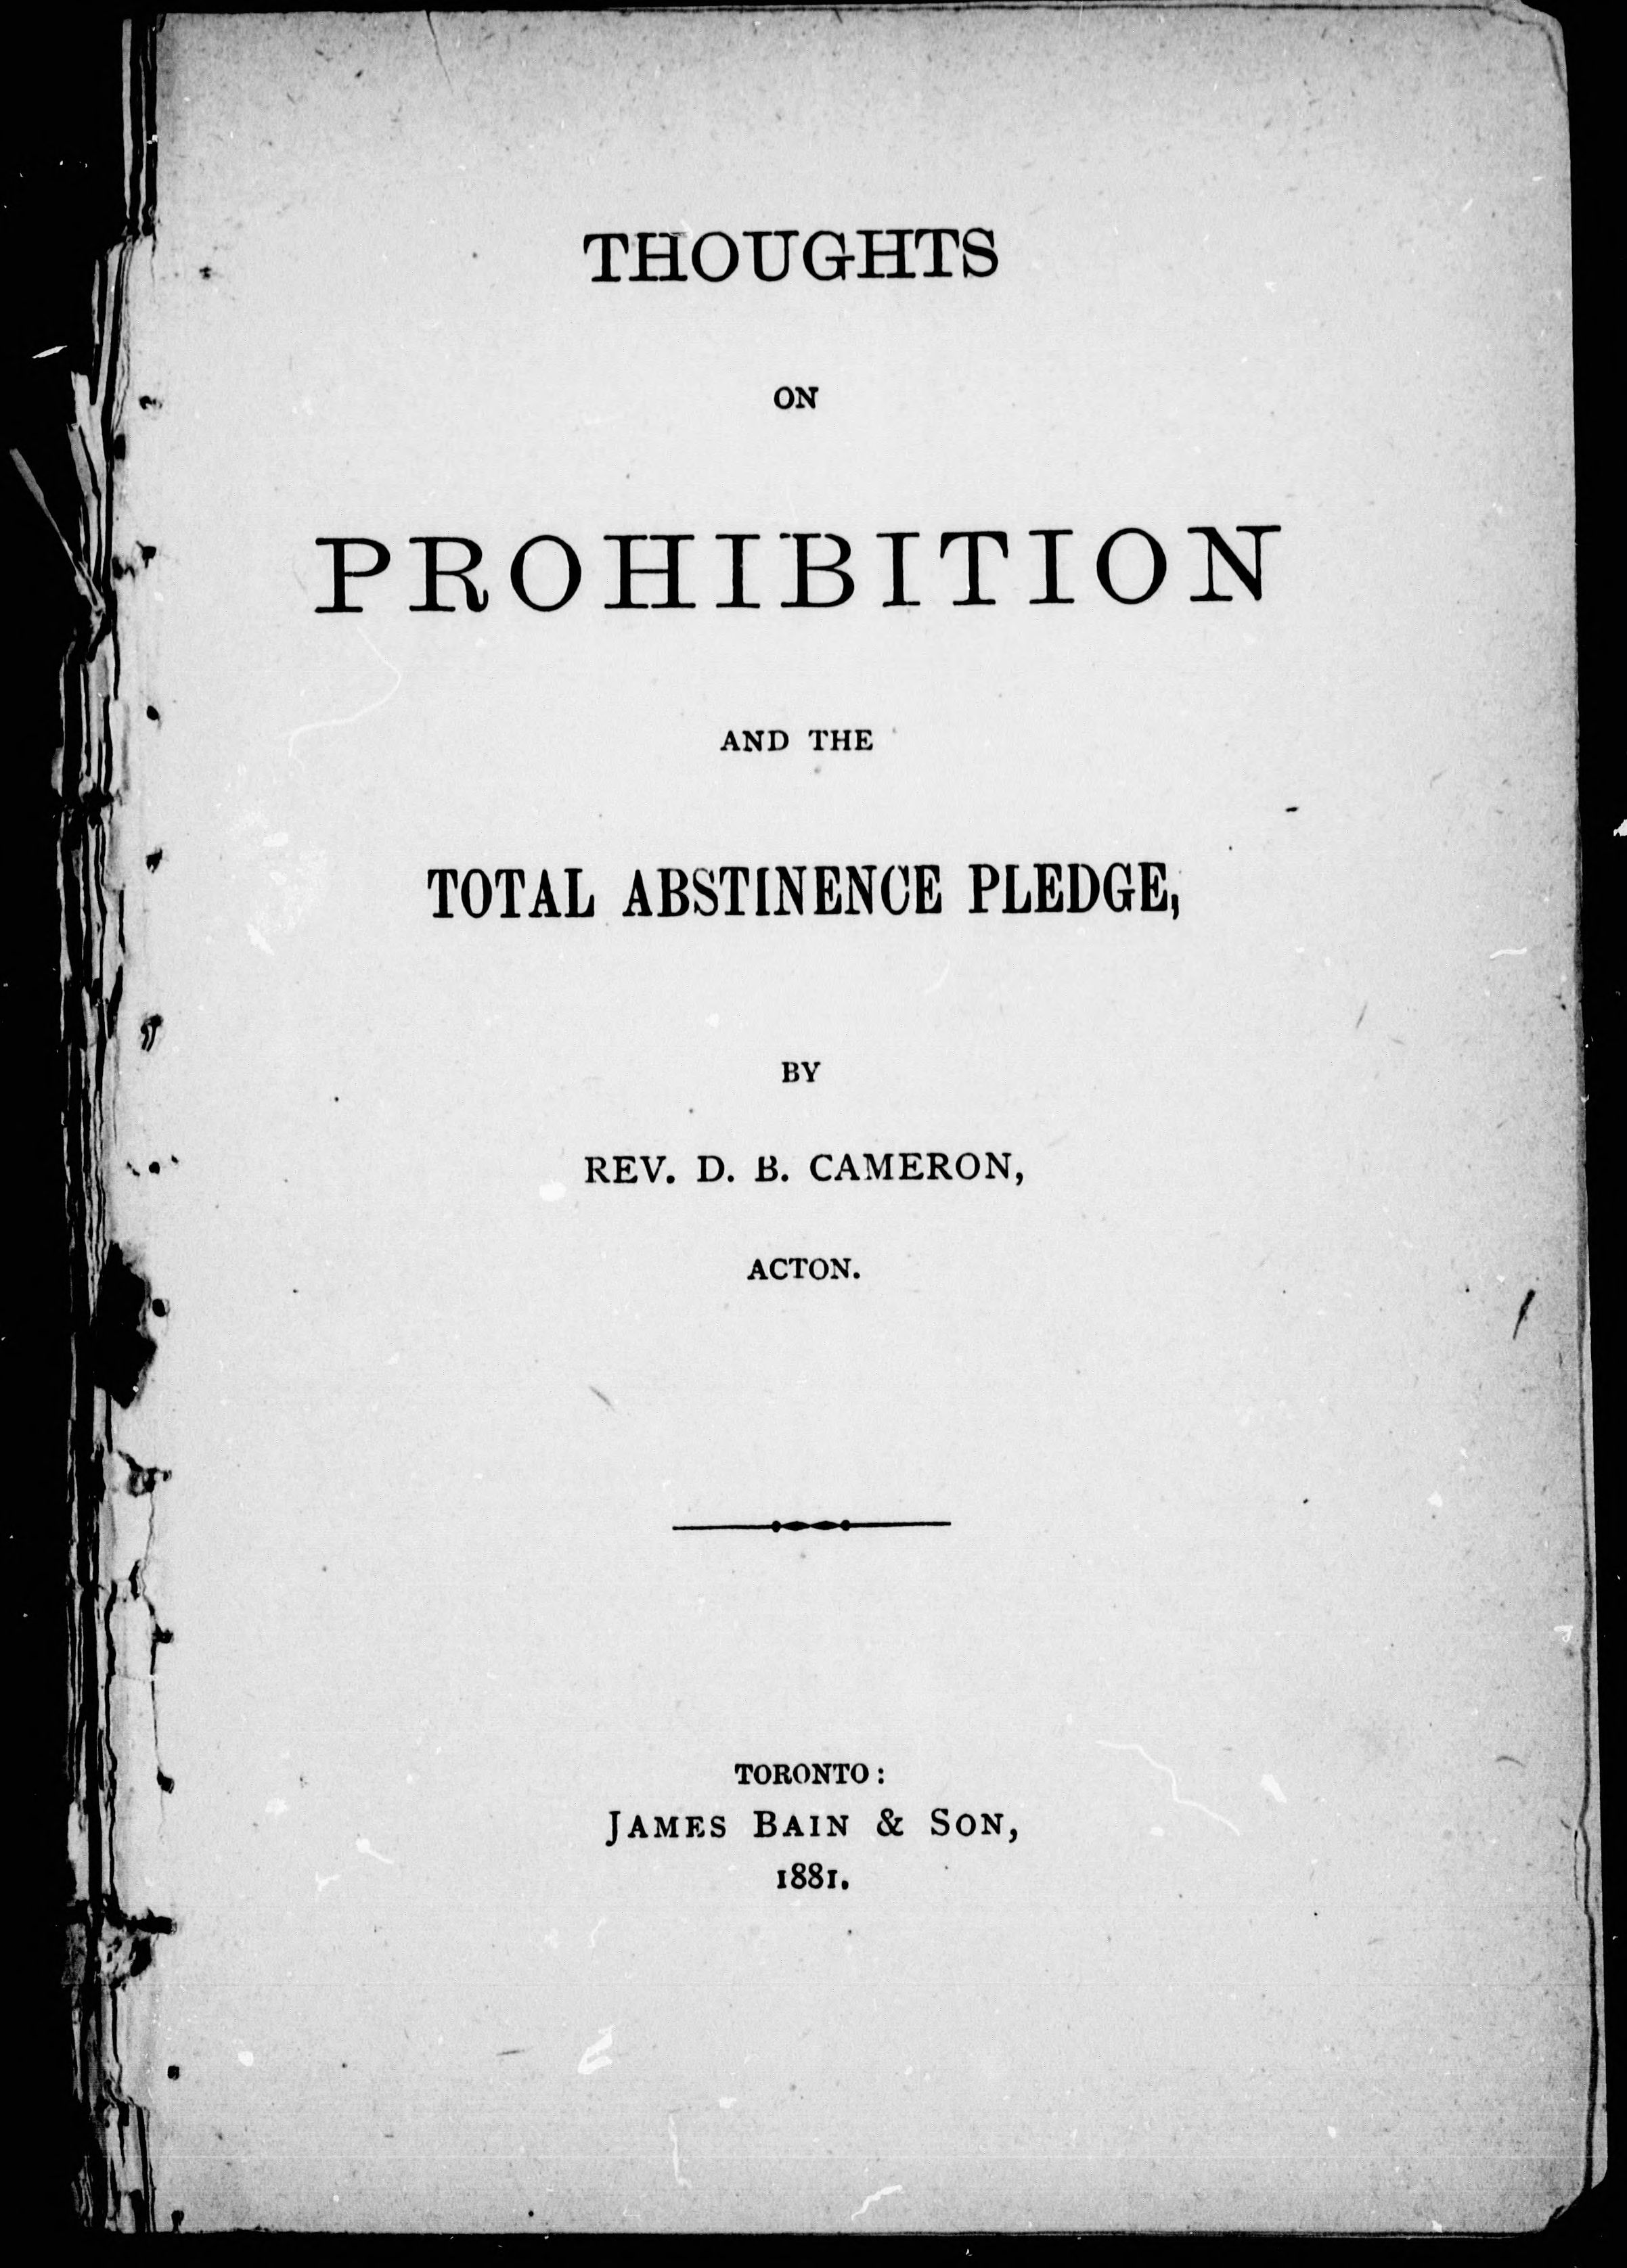 THOUGHTS
ON
PROHIBITION
AND THE
TOTAL ABSTINENCE PLEDGE,
BY
REV. D. B. CAMERON,
ACTON.
TORONTO:
JAMES BAIN & SON,
1881.